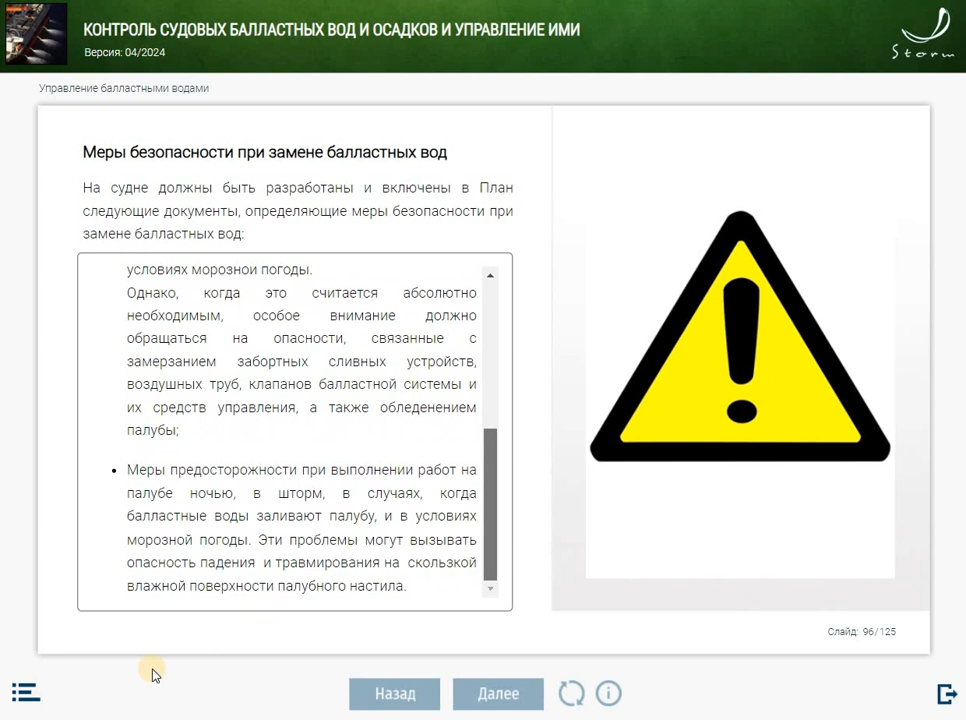 КОНТРОЛЬ СУДОВЫХ БАЛЛАСТНЫХ ВОД И ОСАДКОВ И УПРАВЛЕНИЕ ИМИ
Версия: 04/2024
Storm
Управление балластными водами
Меры безопасности при замене балластных вод
На судне должны быть разработаны и включены в План
следующие документы, определяющие меры безопасности при
замене балластных вод:
условиях морозной погоды.
Однако, когда это считается абсолютно
необходимым, особое внимание должно
обращаться на опасности, связанные с
замерзанием забортных сливных устройств,
воздушных труб, клапанов балластной системы и
их средств управления, а также обледенением
палубы;
• Меры предосторожности при выполнении работ на
палубе ночью, в шторм, в случаях, когда
балластные воды заливают палубу, и в условиях
морозной погоды. Эти проблемы могут вызывать
опасность падения и травмирования на скользкой
влажной поверхности палубного настила.
Слайд: 96/125
Назад
Далее